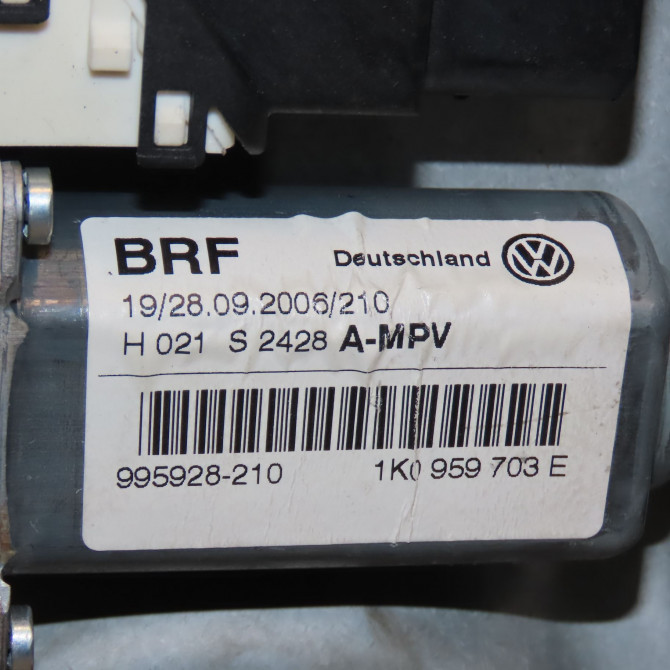 BRF Deutschland
19/28.09.2006/210
H 021 S 2428 A-MPV
995928-210 1K0 959 703 E